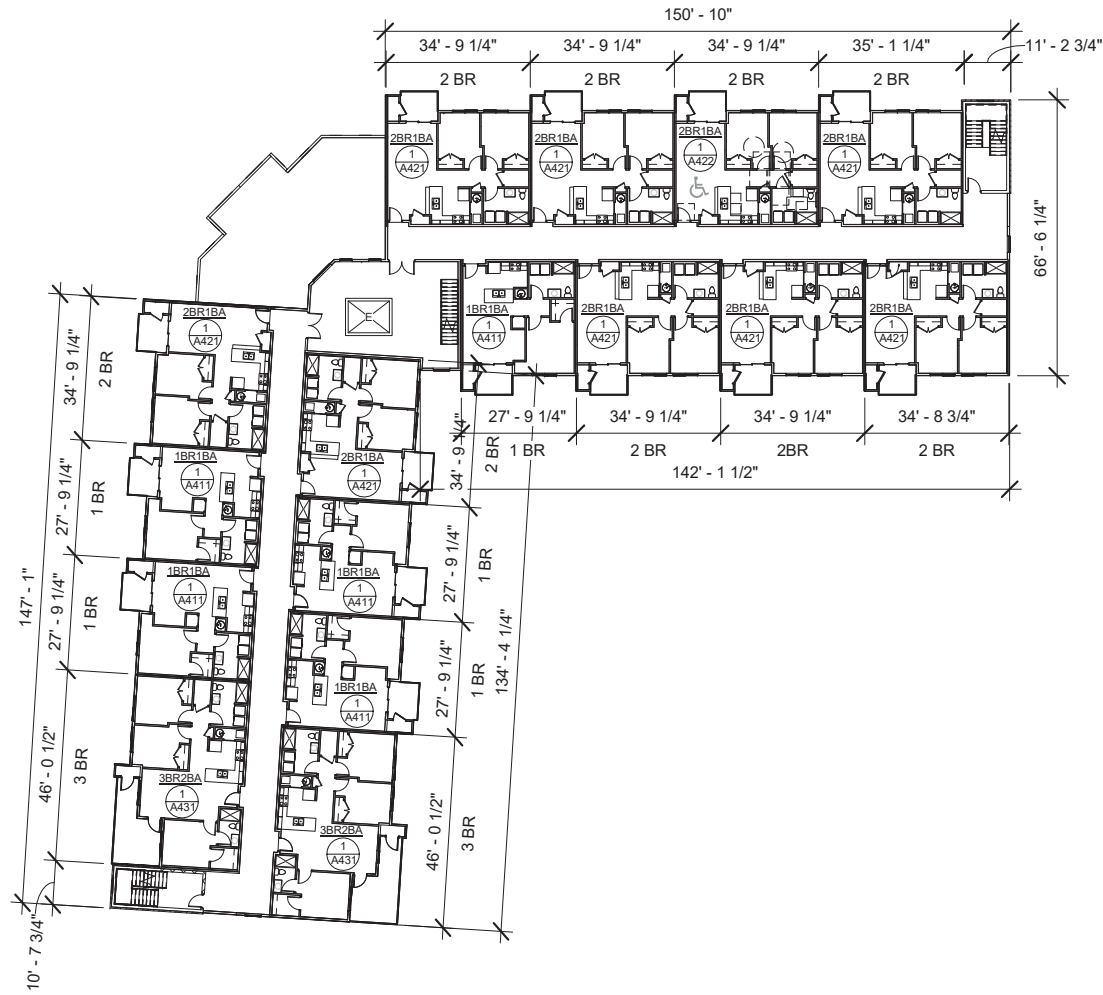 150' - 10"
34' - 9 1/4" 34' - 9 1/4" 34' - 9 1/4" 35' - 1 1/4" 11' - 2 3/4"
2 BR 2 BR 2 BR 2 BR
2BR1BA
1
A421
2BR1BA
1
A421
2BR1BA
1
A422
2BR1BA
1
A421
66' - 6 1/4"
1BR1BA
1
A411
2BR1BA
1
A421
2BR1BA
1
A421
2BR1BA
1
A421
E
27' - 9 1/4" 34' - 9 1/4" 34' - 9 1/4" 34' - 8 3/4"
1 BR 2 BR 2BR 2 BR
142' - 1 1/2"
147' - 1"
34' - 9 1/4"
2 BR
27' - 9 1/4"
1 BR
27' - 9 1/4"
1 BR
46' - 0 1/2"
3 BR
10' - 7 3/4"
2BR1BA
1
A421
1BR1BA
1
A411
1BR1BA
1
A411
3BR2BA
1
A431
2BR1BA
1
A421
1BR1BA
1
A411
1BR1BA
1
A411
3BR2BA
1
A431
34' - 9 1/4"
2 BR
27' - 9 1/4"
1 BR
27' - 9 1/4"
1 BR
46' - 0 1/2"
3 BR
134' - 4 1/4"